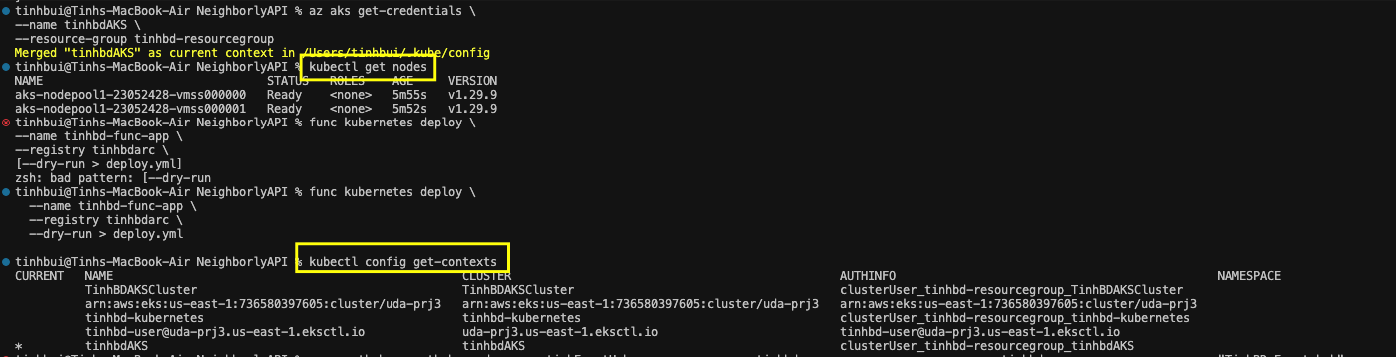 tinhbui@Tinhs-MacBook-Air NeighborlyAPI % az aks get-credentials \
--name tinhbdAKS \
--resource-group tinhbd-resourcegroup
Merged "tinhbdAKS" as current context in /Users/tinhbui/.kube/config
tinhbui@Tinhs-MacBook-Air NeighborlyAPI % kubectl get nodes
NAME STATUS ROLES AGE VERSION
aks-nodepool1-23052428-vmss000000 Ready <none> 5m55s v1.29.9
aks-nodepool1-23052428-vmss000001 Ready <none> 5m52s v1.29.9
tinhbui@Tinhs-MacBook-Air NeighborlyAPI % func kubernetes deploy \
--name tinhbd-func-app \
--registry tinhbdarc \
[--dry-run > deploy.yml]
zsh: bad pattern: [--dry-run
tinhbui@Tinhs-MacBook-Air NeighborlyAPI % func kubernetes deploy \
--name tinhbd-func-app \
--registry tinhbdarc \
--dry-run > deploy.yml
tinhbui@Tinhs-MacBook-Air NeighborlyAPI % kubectl config get-contexts
CURRENT NAME CLUSTER AUTHINFO NAMESPACE
TinhBDAKSCluster TinhBDAKSCluster clusterUser_tinhbd-resourcegroup_TinhBDAKSCluster
arn:aws:eks:us-east-1:736580397605:cluster/uda-prj3 arn:aws:eks:us-east-1:736580397605:cluster/uda-prj3 arn:aws:eks:us-east-1:736580397605:cluster/uda-prj3
tinhbd-kubernetes tinhbd-kubernetes clusterUser_tinhbd-resourcegroup_tinhbd-kubernetes
tinhbd-user@uda-prj3.us-east-1.eksctl.io uda-prj3.us-east-1.eksctl.io tinhbd-user@uda-prj3.us-east-1.eksctl.io
* tinhbdAKS tinhbdAKS clusterUser_tinhbd-resourcegroup_tinhbdAKS
tinhbui@Tinhs-MacBook-Air NeighborlyAPI %